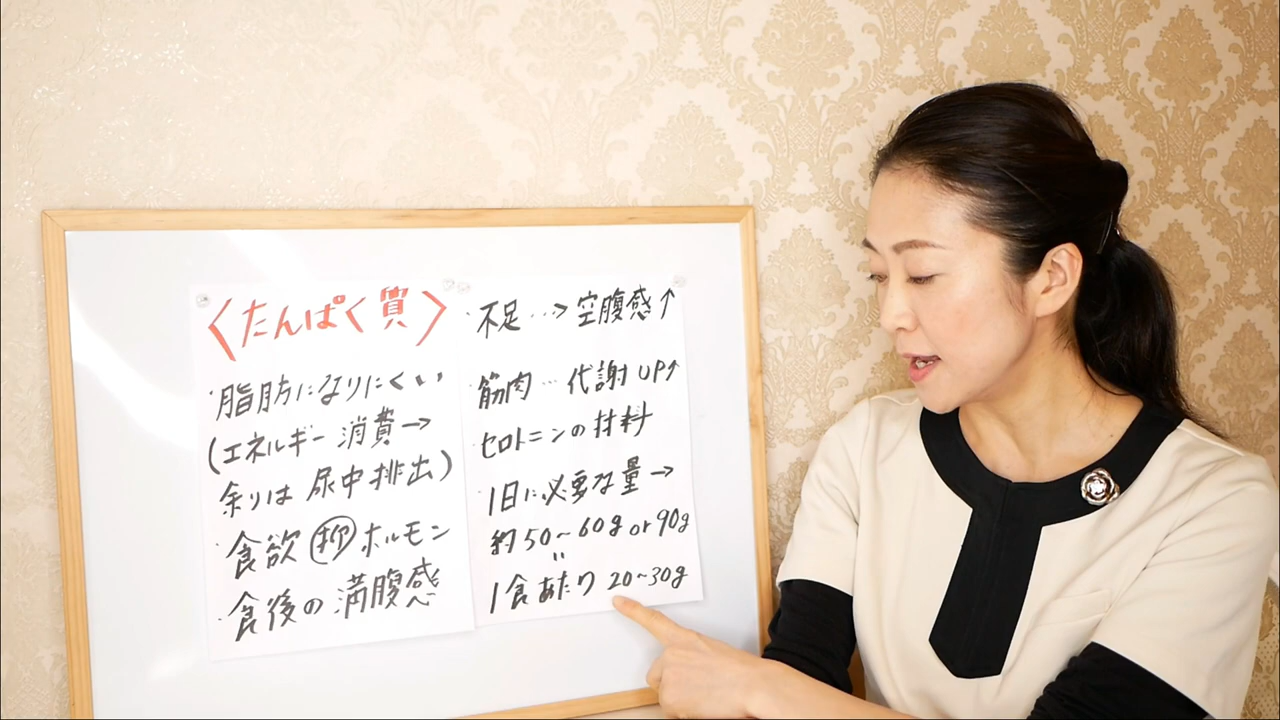 〈たんぱく質〉
・脂肪になりにくい
(エネルギー消費→
余りは尿中排出)
・食欲抑ホルモン
・食後の満腹感
・不足…→空腹感↑
・筋肉…代謝UP↑
セロトニンの材料
・1日に必要な量→
約50~60g or 90g
〃
1食あたり20~30g